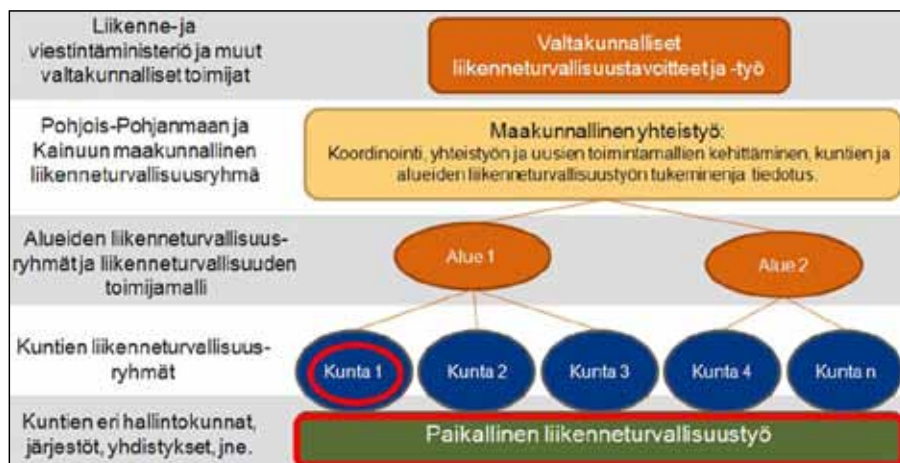 Liikenne- ja
viestintäministeriö ja muut
valtakunnalliset toimijat
Valtakunnalliset
liikenneturvallisuustavoitteet ja -työ
Pohjois-Pohjanmaan ja
Kainuun maakunnallinen
liikenneturvallisuusryhmä
Maakunnallinen yhteistyö:
Koordinointi, yhteistyön ja uusien toimintamallien kehittäminen, kuntien ja
alueiden liikenneturvallisuustyön tukeminen ja tiedotus.
Alueiden liikenneturvallisuus-
ryhmät ja liikenneturvallisuuden
toimijamalli
Alue 1
Alue 2
Kuntien liikenneturvallisuus-
ryhmät
Kunta 1
Kunta 2
Kunta 3
Kunta 4
Kunta n
Kuntien eri hallintokunnat,
järjestöt, yhdistykset, jne.
Paikallinen liikenneturvallisuustyö